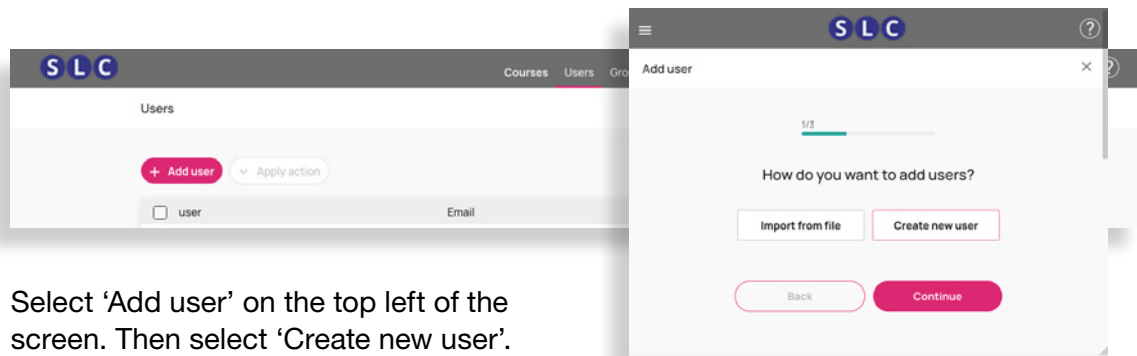 SLC
Courses Users Gro
?
Users
+ Add user Apply action
user Email
SLC
?
Add user
1/3
How do you want to add users?
Import from file Create new user
Back Continue
Select ‘Add user’ on the top left of the
screen. Then select ‘Create new user’.